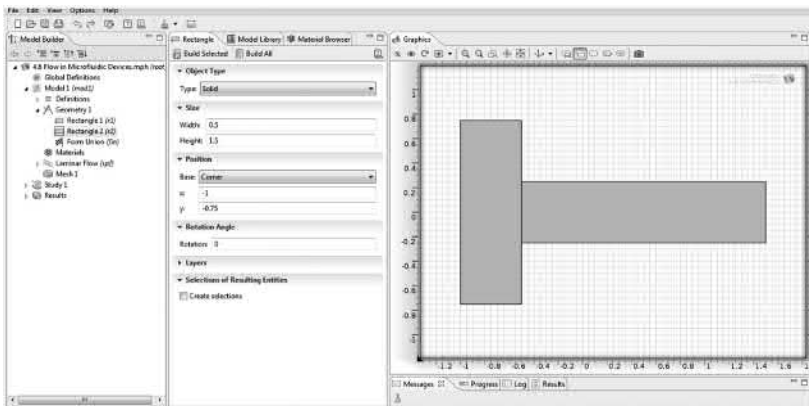 File Edit View Options Help
Model Builder
4.8 Flow in Microfluidic Devices.mph (root)
Global Definitions
Model 1 (mod1)
Definitions
Geometry 1
Rectangle 1 (r1)
Rectangle 2 (r2)
Form Union (fin)
Materials
Laminar Flow (spf)
Mesh 1
Study 1
Results
Rectangle Model Library Material Browser
Build Selected Build All
Object Type
Type: Solid
Size
Width: 0.5
Height: 1.5
Position
Base: Corner
x: -1
y: -0.75
Rotation Angle
Rotation: 0
Layers
Selections of Resulting Entities
Create selections
Graphics
1
0.8
0.6
0.4
0.2
0
-0.2
-0.4
-0.6
-0.8
-1
-1.2 -1 -0.8 -0.6 -0.4 -0.2 0 0.2 0.4 0.6 0.8 1 1.2 1.4 1.6 1.8
Messages Progress Log Results